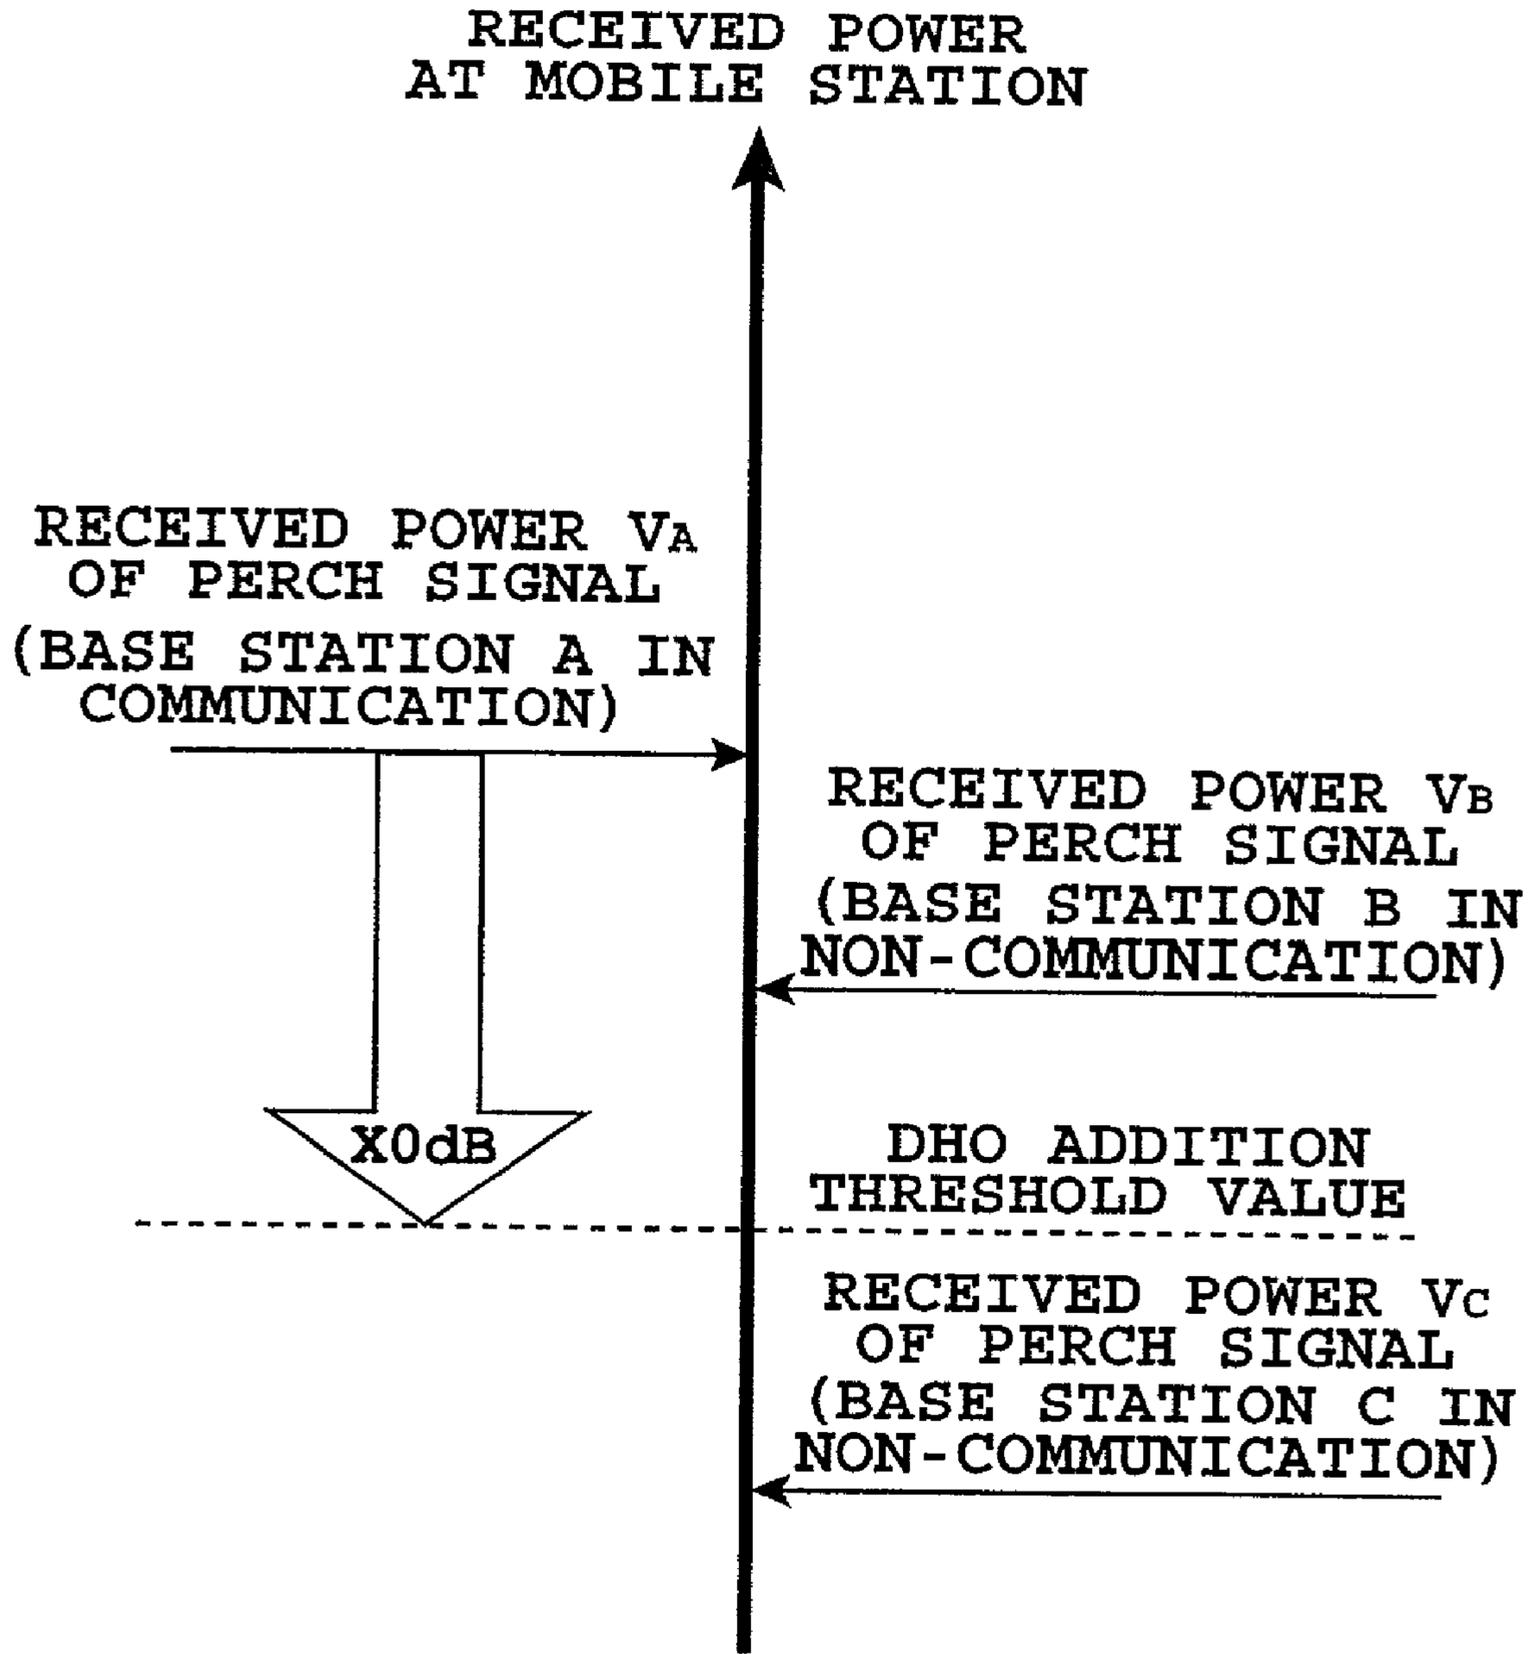 RECEIVED POWER
AT MOBILE STATION
RECEIVED POWER VA
OF PERCH SIGNAL
(BASE STATION A IN
COMMUNICATION)
RECEIVED POWER VB
OF PERCH SIGNAL
(BASE STATION B IN
NON-COMMUNICATION)
X0dB
DHO ADDITION
THRESHOLD VALUE
RECEIVED POWER VC
OF PERCH SIGNAL
(BASE STATION C IN
NON-COMMUNICATION)